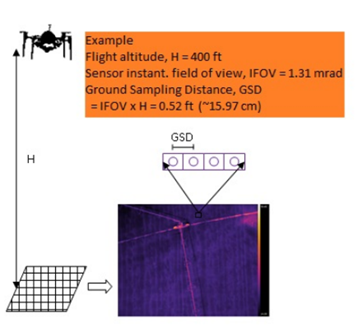 Example
Flight altitude, H = 400 ft
Sensor instant. field of view, IFOV = 1.31 mrad
Ground Sampling Distance, GSD
= IFOV x H = 0.52 ft (~15.97 cm)
GSD
H